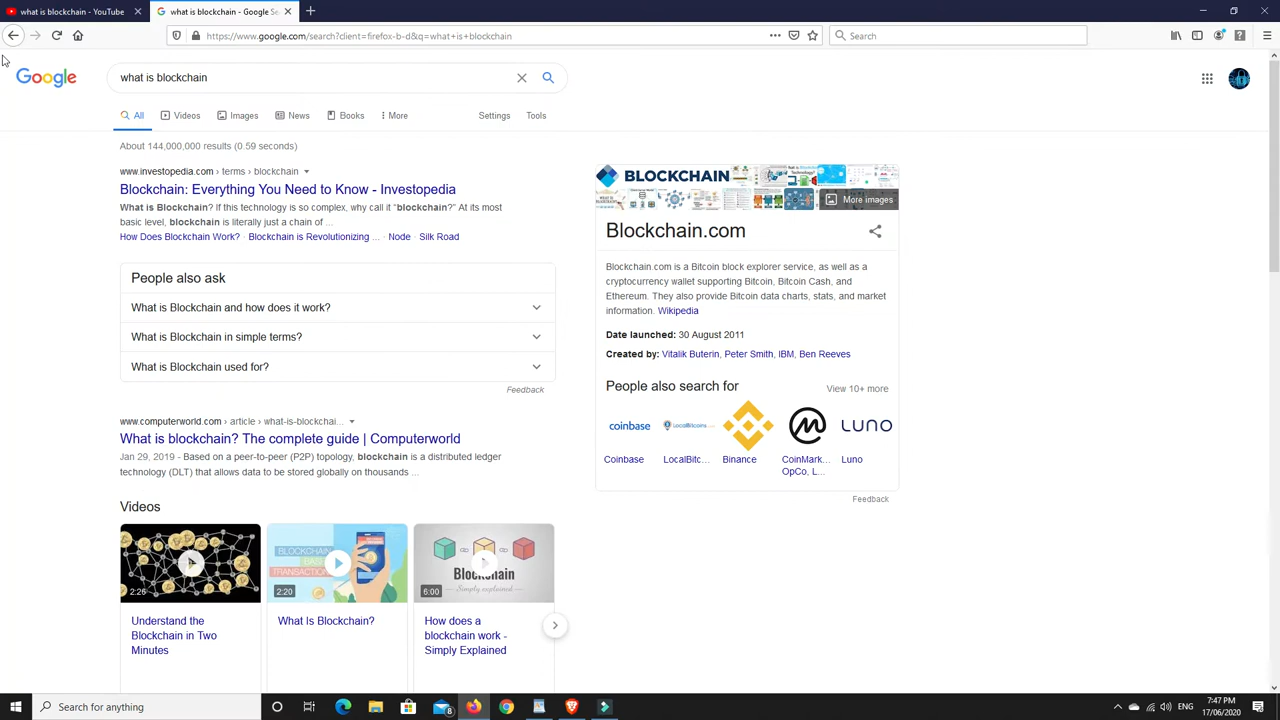 what is blockchain - YouTube
what is blockchain - Google Se
https://www.google.com/search?client=firefox-b-d&q=what+is+blockchain
Search
Google
what is blockchain
All
Videos
Images
News
Books
More
Settings
Tools
About 144,000,000 results (0.59 seconds)
www.investopedia.com › terms › blockchain
Blockchain: Everything You Need to Know - Investopedia
What Is Blockchain? If this technology is so complex, why call it "blockchain?" At its most
basic level, blockchain is literally just a chain of ...
How Does Blockchain Work? · Blockchain is Revolutionizing ... · Node · Silk Road
People also ask
What is Blockchain and how does it work?
What is Blockchain in simple terms?
What is Blockchain used for?
Feedback
www.computerworld.com › article › what-is-blockchai...
What is blockchain? The complete guide | Computerworld
Jan 29, 2019 - Based on a peer-to-peer (P2P) topology, blockchain is a distributed ledger
technology (DLT) that allows data to be stored globally on thousands ...
Videos
2:26
Understand the
Blockchain in Two
Minutes
BLOCKCHAIN
TRANSACTION
2:20
What Is Blockchain?
Blockchain
Simply explained
6:00
How does a
blockchain work -
Simply Explained
BLOCKCHAIN
More images
Blockchain.com
Blockchain.com is a Bitcoin block explorer service, as well as a
cryptocurrency wallet supporting Bitcoin, Bitcoin Cash, and
Ethereum. They also provide Bitcoin data charts, stats, and market
information. Wikipedia
Date launched: 30 August 2011
Created by: Vitalik Buterin, Peter Smith, IBM, Ben Reeves
People also search for
View 10+ more
coinbase
LocalBitcoins
LUNO
Coinbase
LocalBitc...
Binance
CoinMark...
OpCo, L...
Luno
Feedback
Search for anything
8
ENG
7:47 PM
17/06/2020